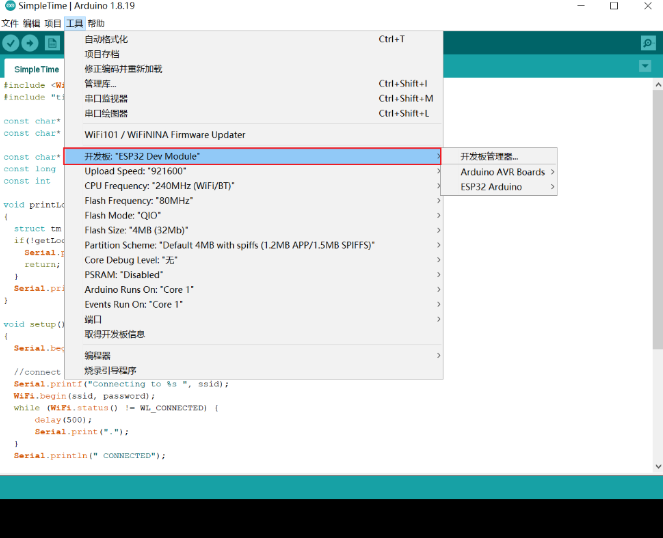 SimpleTime | Arduino 1.8.19
文件 编辑 项目 工具 帮助
SimpleTime
自动格式化 Ctrl+T
项目存档
修正编码并重新加载
管理库... Ctrl+Shift+I
串口监视器 Ctrl+Shift+M
串口绘图器 Ctrl+Shift+L
WiFi101 / WiFiNINA Firmware Updater
开发板: "ESP32 Dev Module"
Upload Speed: "921600"
CPU Frequency: "240MHz (WiFi/BT)"
Flash Frequency: "80MHz"
Flash Mode: "QIO"
Flash Size: "4MB (32Mb)"
Partition Scheme: "Default 4MB with spiffs (1.2MB APP/1.5MB SPIFFS)"
Core Debug Level: "无"
PSRAM: "Disabled"
Arduino Runs On: "Core 1"
Events Run On: "Core 1"
端口
取得开发板信息
编程器
烧录引导程序
开发板管理器...
Arduino AVR Boards
ESP32 Arduino
#include <Wi
#include "ti
const char*
const char*
const char*
const long
const int
void printLo
{
struct tm
if(!getLoc
Serial.p
return;
}
Serial.pri
}
void setup()
{
Serial.beg
//connect
Serial.printf("Connecting to %s ", ssid);
WiFi.begin(ssid, password);
while (WiFi.status() != WL_CONNECTED) {
delay(500);
Serial.print(".");
}
Serial.println(" CONNECTED");